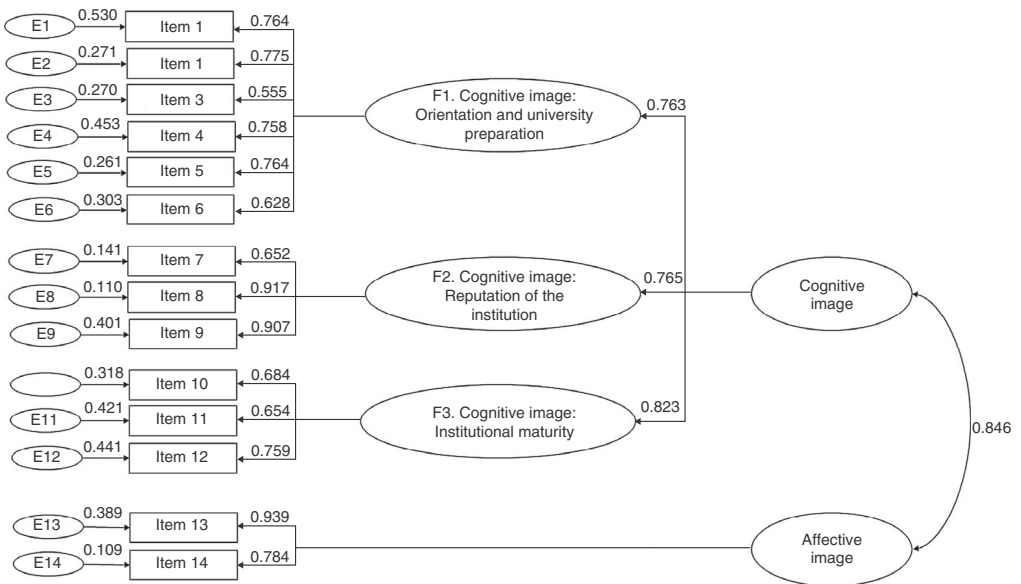 E1 0.530 Item 1 0.764
E2 0.271 Item 1 0.775
E3 0.270 Item 3 0.555
E4 0.453 Item 4 0.758
E5 0.261 Item 5 0.764
E6 0.303 Item 6 0.628
F1. Cognitive image:
Orientation and university
preparation
0.763
E7 0.141 Item 7 0.652
E8 0.110 Item 8 0.917
E9 0.401 Item 9 0.907
F2. Cognitive image:
Reputation of the
institution
0.765
Cognitive
image
0.318 Item 10 0.684
E11 0.421 Item 11 0.654
E12 0.441 Item 12 0.759
F3. Cognitive image:
Institutional maturity
0.823
0.846
E13 0.389 Item 13 0.939
E14 0.109 Item 14 0.784
Affective
image